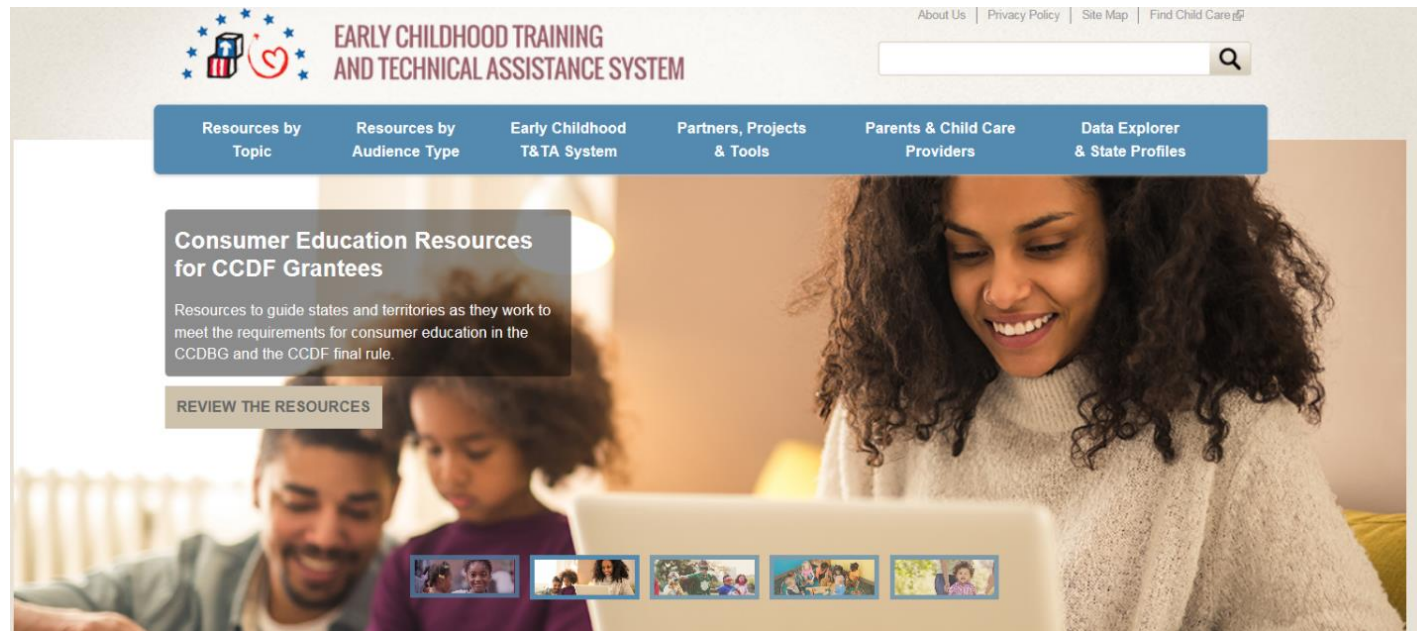 About Us | Privacy Policy | Site Map | Find Child Care
EARLY CHILDHOOD TRAINING
AND TECHNICAL ASSISTANCE SYSTEM
Resources by
Topic
Resources by
Audience Type
Early Childhood
T&TA System
Partners, Projects
& Tools
Parents & Child Care
Providers
Data Explorer
& State Profiles
Consumer Education Resources
for CCDF Grantees
Resources to guide states and territories as they work to
meet the requirements for consumer education in the
CCDBG and the CCDF final rule.
REVIEW THE RESOURCES